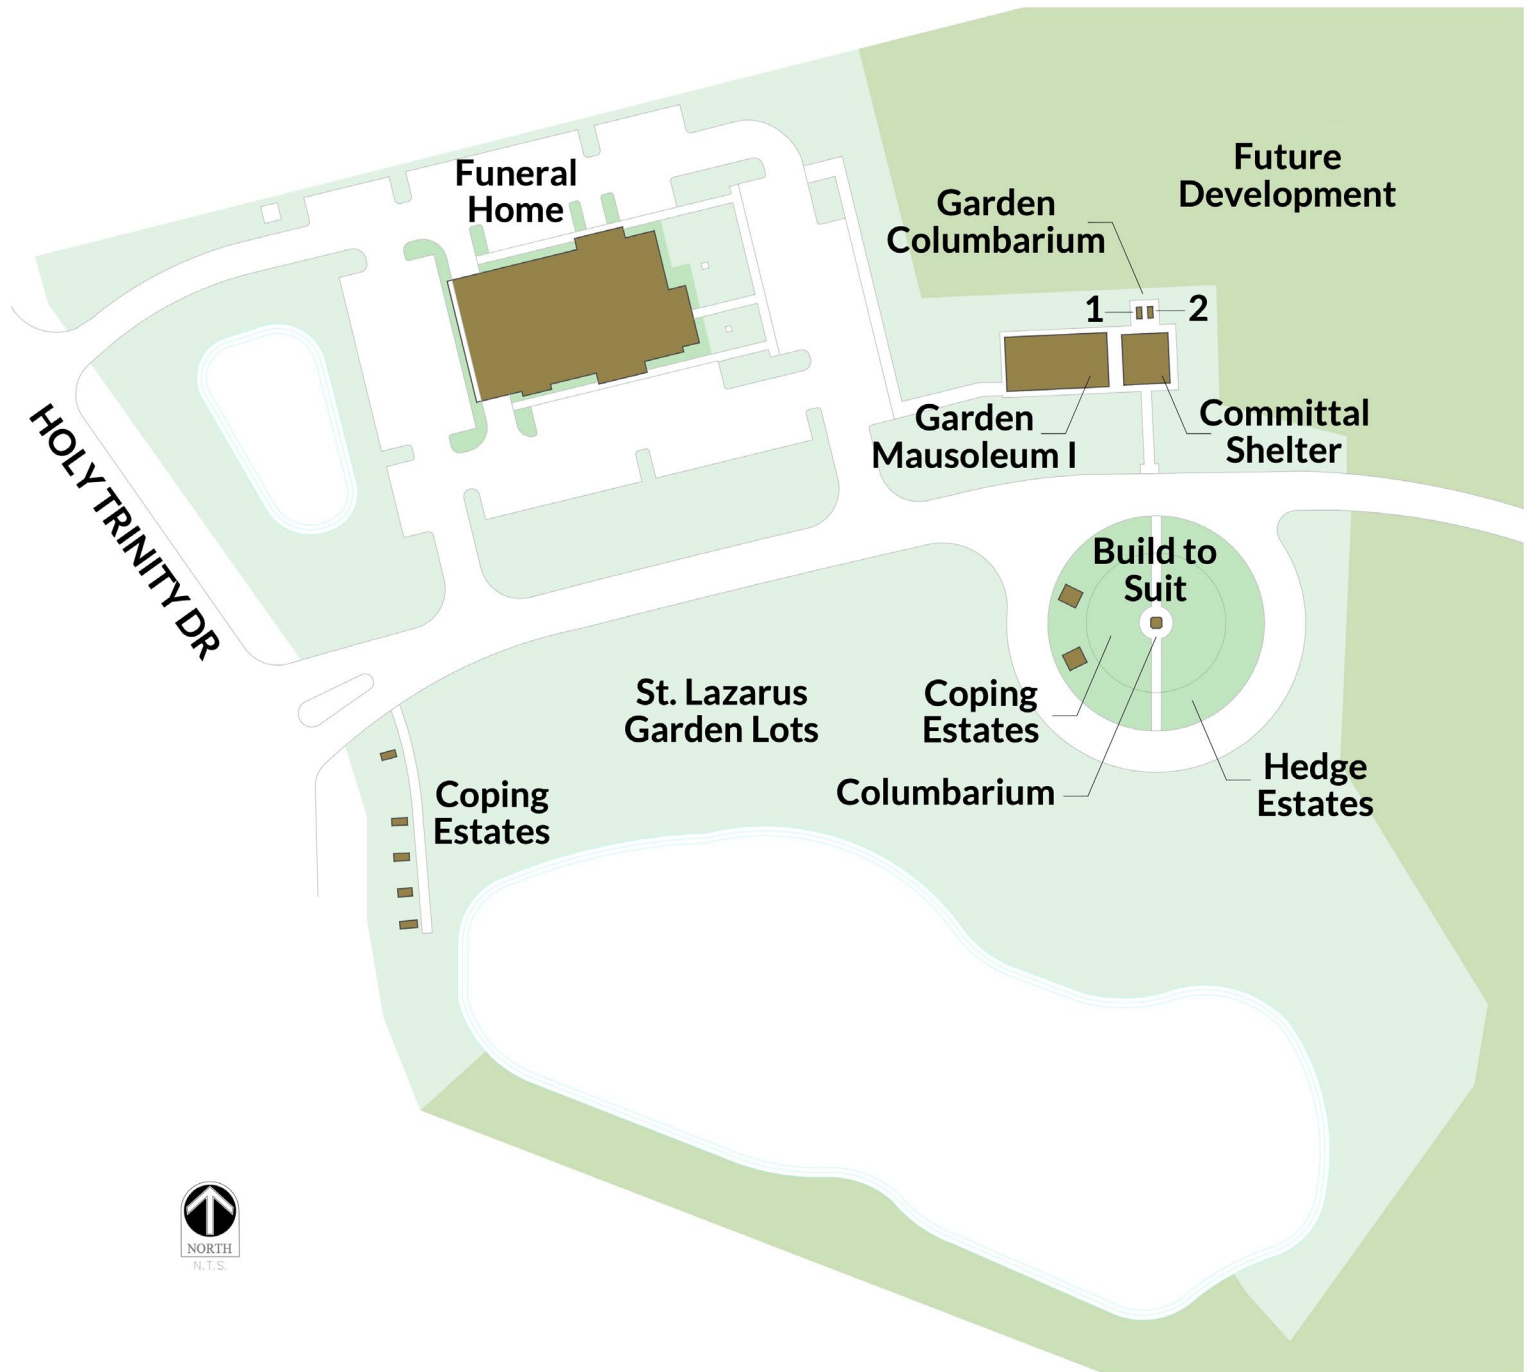 Future
Development
Funeral
Home
Garden
Columbarium
1
2
Garden
Mausoleum I
Committal
Shelter
HOLY TRINITY DR
Build to
Suit
St. Lazarus
Garden Lots
Coping
Estates
Columbarium
Hedge
Estates
Coping
Estates
NORTH
N.T.S.